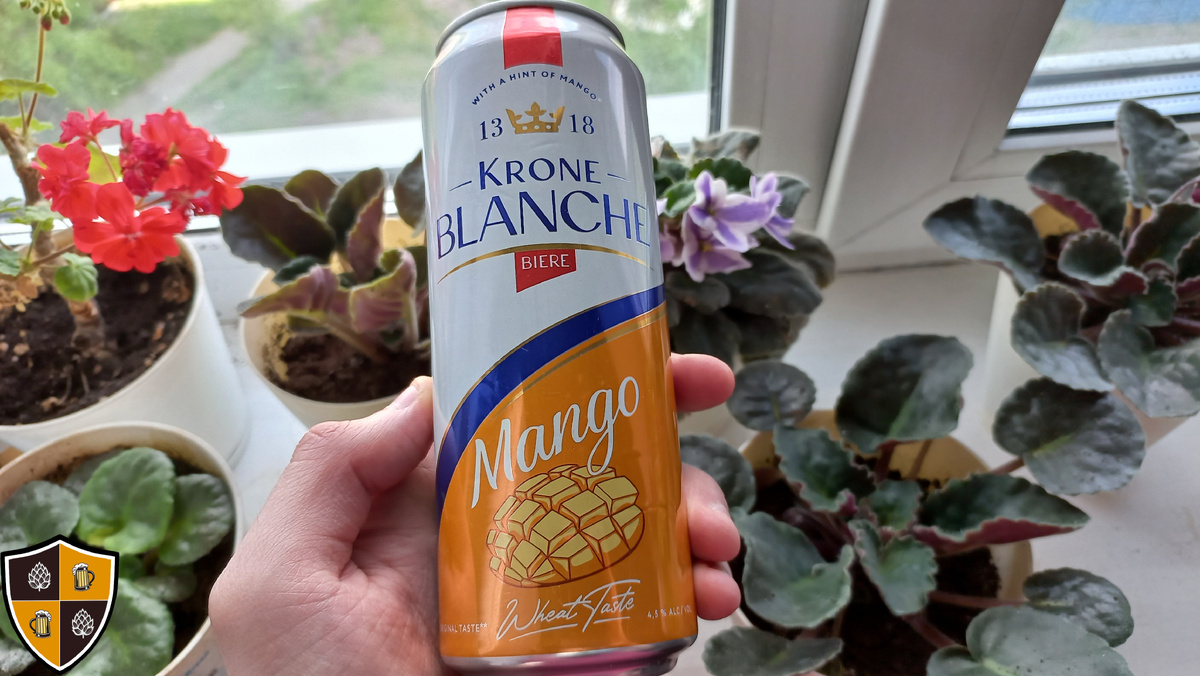 WITH A HINT OF MANGO
13 18
KRONE
BLANCHE
BIERE
Mango
Wheat Taste
4,5 % ALC/VOL